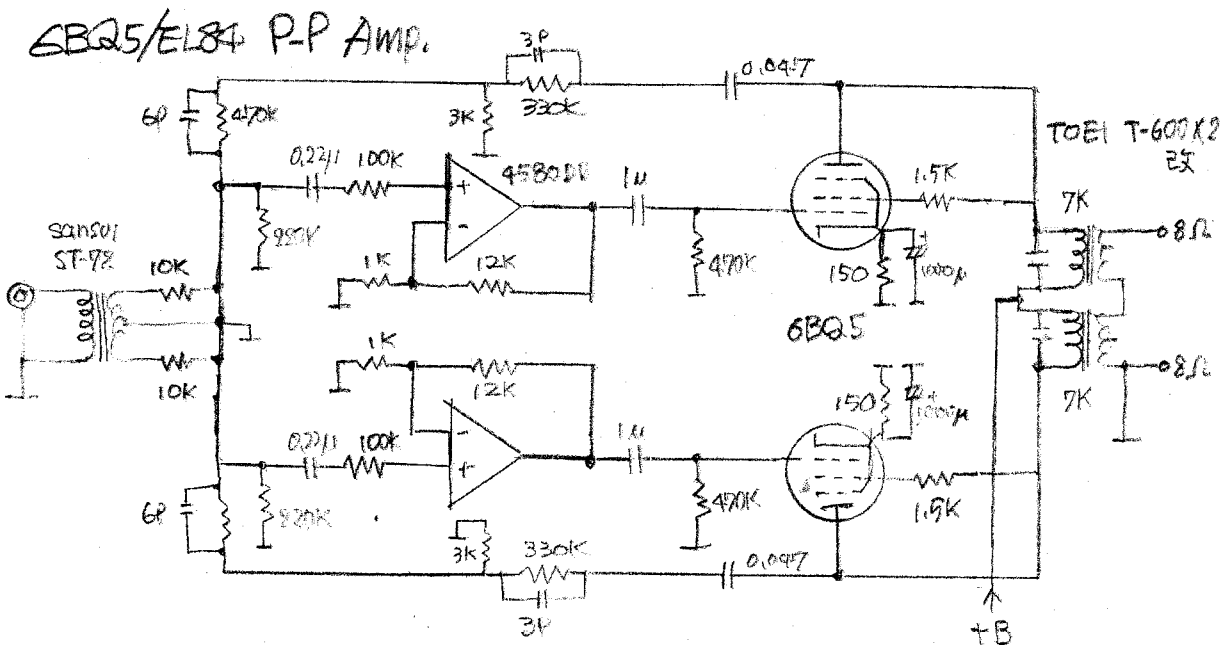 6BQ5/EL84 P-P Amp.
3P
0.047
6P
470K
3K
330K
TOEI T-600X2
改
0.22μ
100K
4580DD
1μ
1.5K
7K
8Ω
sansui
ST-78
10K
1K
12K
470K
150
1000μ
6BQ5
10K
1K
12K
150
1000μ
7K
8Ω
0.22μ
100K
1μ
6P
820K
470K
1.5K
3K
330K
0.047
3P
+B